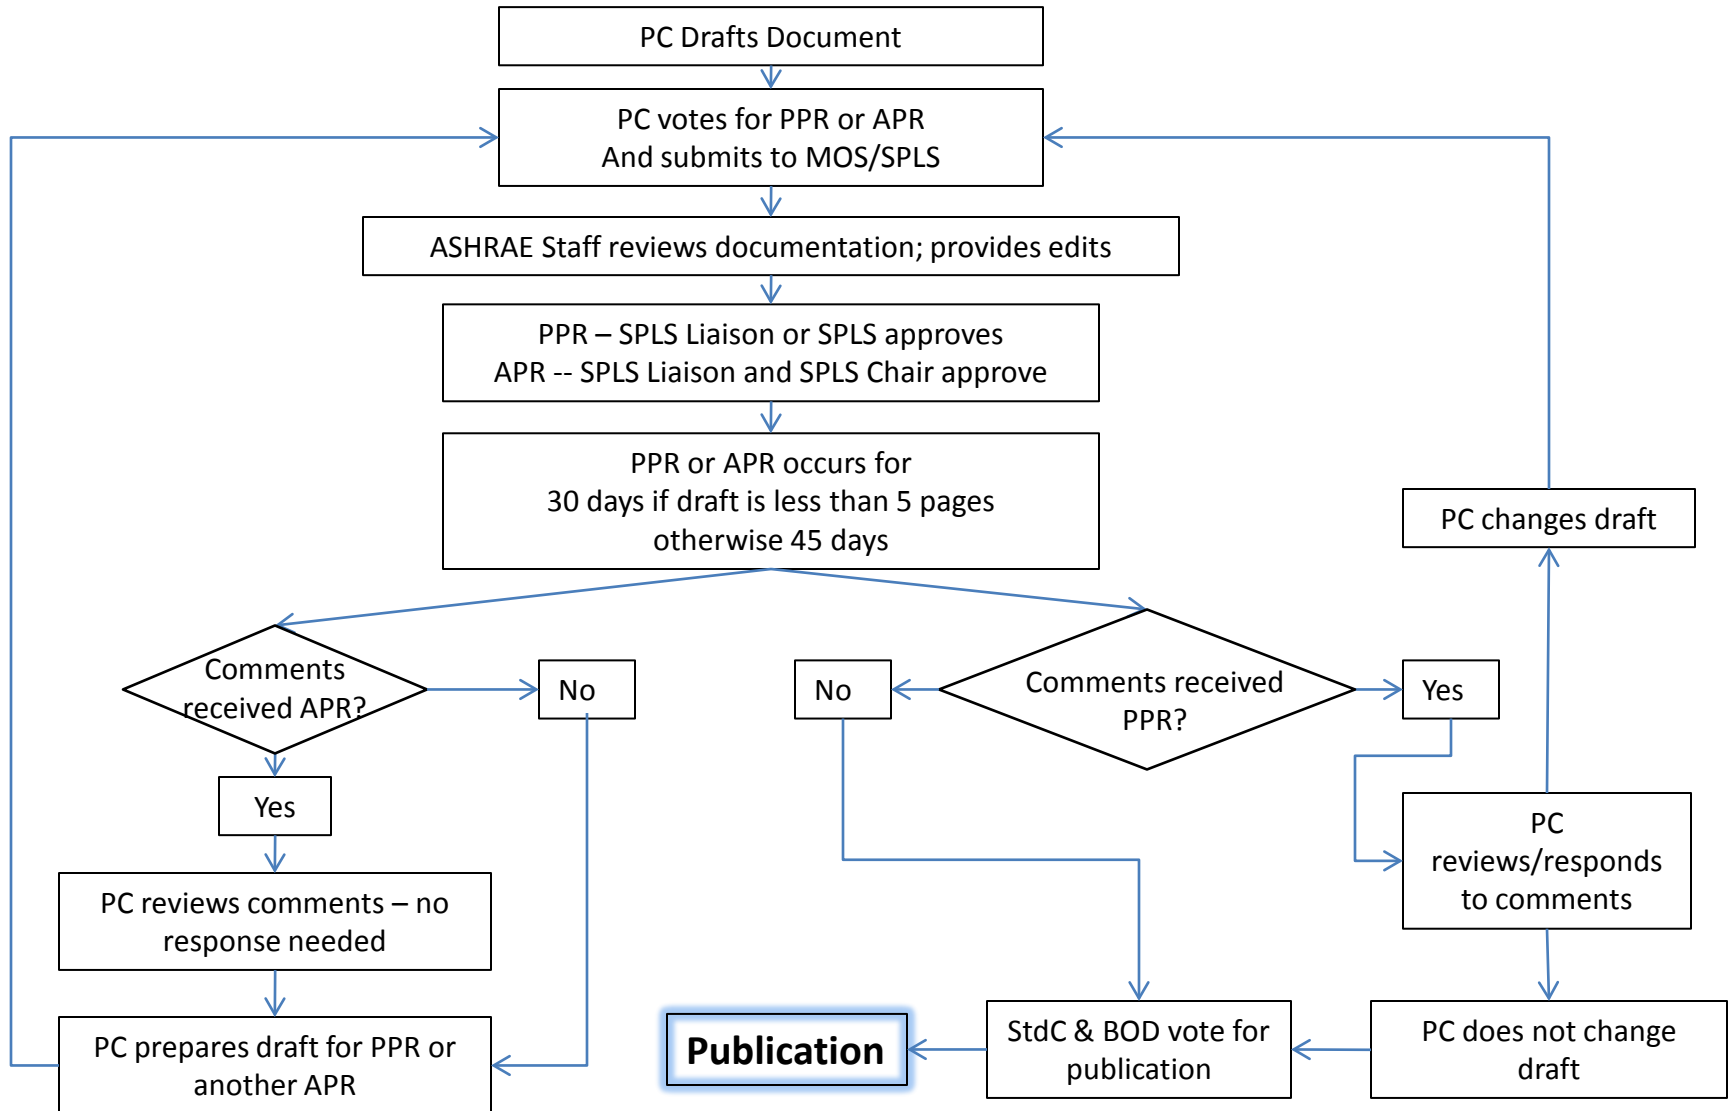 PC Drafts Document
PC votes for PPR or APR
And submits to MOS/SPLS
ASHRAE Staff reviews documentation; provides edits
PPR – SPLS Liaison or SPLS approves
APR -- SPLS Liaison and SPLS Chair approve
PPR or APR occurs for
30 days if draft is less than 5 pages
otherwise 45 days
PC changes draft
Comments
received APR?
No
No
Comments received
PPR?
Yes
Yes
PC
reviews/responds
to comments
PC reviews comments – no
response needed
PC prepares draft for PPR or
another APR
Publication
StdC & BOD vote for
publication
PC does not change
draft